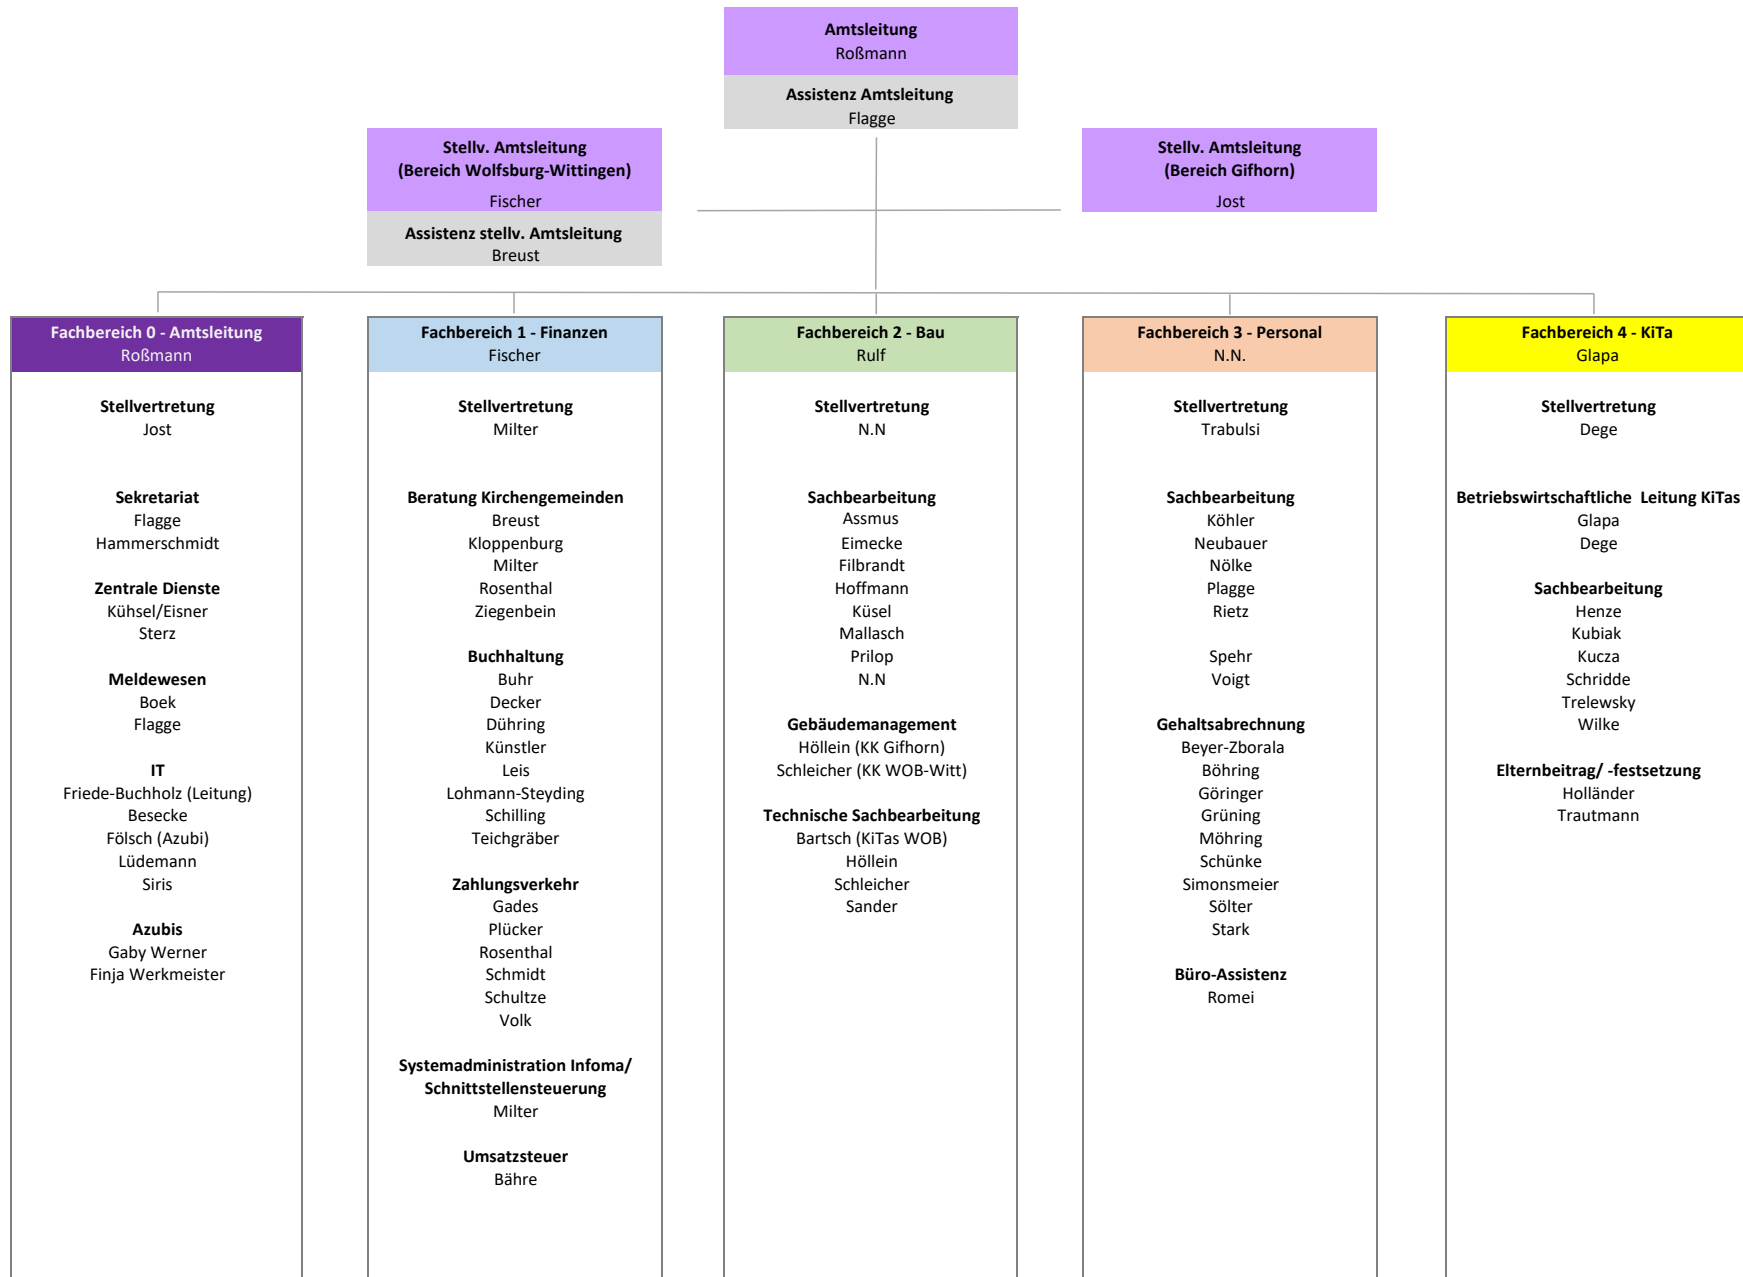 Amtsleitung
Roßmann
Assistenz Amtsleitung
Flagge
Stellv. Amtsleitung
(Bereich Wolfsburg-Wittingen)
Fischer
Assistenz stellv. Amtsleitung
Breust
Stellv. Amtsleitung
(Bereich Gifhorn)
Jost
Fachbereich 0 - Amtsleitung
Roßmann
Stellvertretung
Jost
Sekretariat
Flagge
Hammerschmidt
Zentrale Dienste
Kühsel/Eisner
Sterz
Meldewesen
Boek
Flagge
IT
Friede-Buchholz (Leitung)
Besecke
Fölsch (Azubi)
Lüdemann
Siris
Azubis
Gaby Werner
Finja Werkmeister
Fachbereich 1 - Finanzen
Fischer
Stellvertretung
Milter
Beratung Kirchengemeinden
Breust
Kloppenburg
Milter
Rosenthal
Ziegenbein
Buchhaltung
Buhr
Decker
Dühring
Künstler
Leis
Lohmann-Steyding
Schilling
Teichgräber
Zahlungsverkehr
Gades
Plücker
Rosenthal
Schmidt
Schultze
Volk
Systemadministration Infoma/
Schnittstellensteuerung
Milter
Umsatzsteuer
Bähre
Fachbereich 2 - Bau
Rulf
Stellvertretung
N.N
Sachbearbeitung
Assmus
Eimecke
Filbrandt
Hoffmann
Küsel
Mallasch
Prilop
N.N
Gebäudemanagement
Höllein (KK Gifhorn)
Schleicher (KK WOB-Witt)
Technische Sachbearbeitung
Bartsch (KiTas WOB)
Höllein
Schleicher
Sander
Fachbereich 3 - Personal
N.N.
Stellvertretung
Trabulsi
Sachbearbeitung
Köhler
Neubauer
Nölke
Plagge
Rietz
Spehr
Voigt
Gehaltsabrechnung
Beyer-Zborala
Böhring
Göringer
Grüning
Möhring
Schünke
Simonsmeier
Sölter
Stark
Büro-Assistenz
Romei
Fachbereich 4 - KiTa
Glapa
Stellvertretung
Dege
Betriebswirtschaftliche Leitung KiTas
Glapa
Dege
Sachbearbeitung
Henze
Kubiak
Kucza
Schridde
Trelewsky
Wilke
Elternbeitrag/ -festsetzung
Holländer
Trautmann